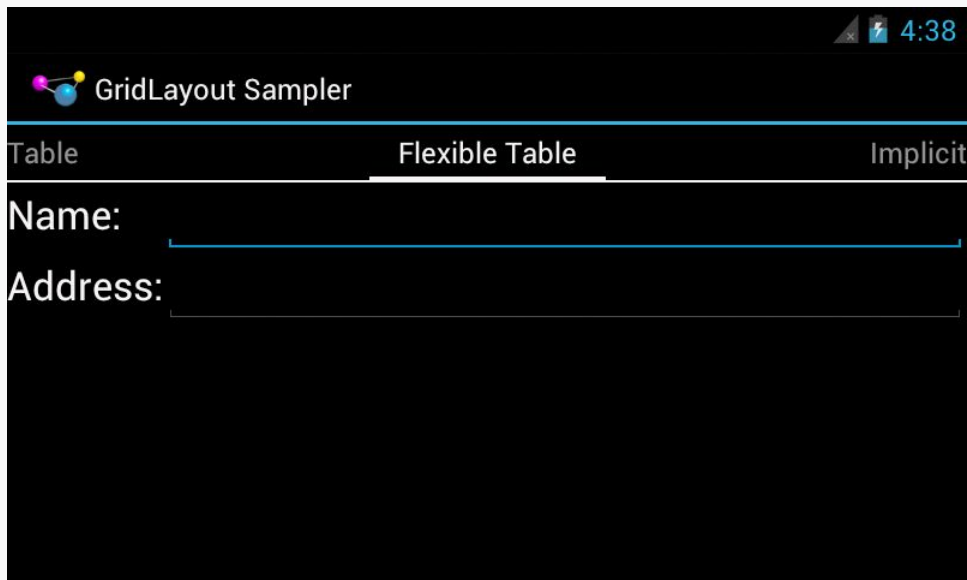 4:38
GridLayout Sampler
Table Flexible Table Implicit
Name:
Address: